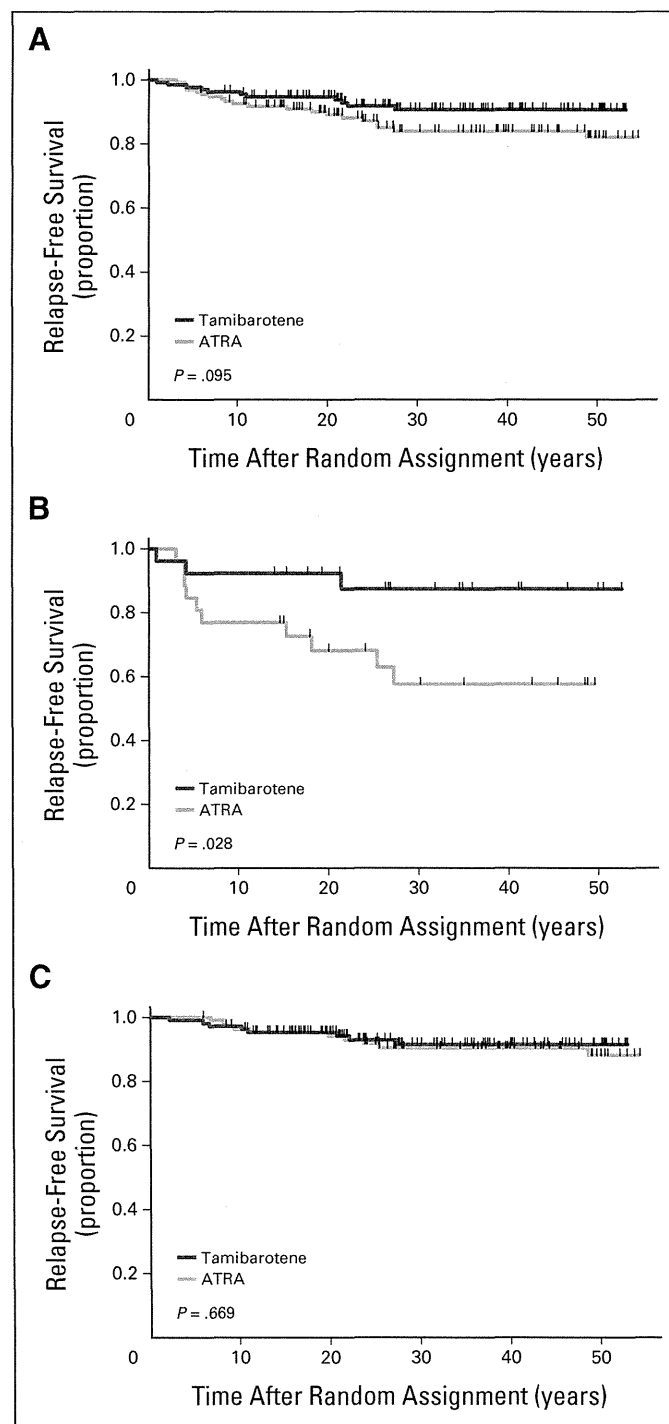 A
1.0
0.8
0.6
0.4
0.2
Relapse-Free Survival
(proportion)
Tamibarotene
ATRA
P = .095
0 10 20 30 40 50
Time After Random Assignment (years)
B
1.0
0.8
0.6
0.4
0.2
Relapse-Free Survival
(proportion)
Tamibarotene
ATRA
P = .028
0 10 20 30 40 50
Time After Random Assignment (years)
C
1.0
0.8
0.6
0.4
0.2
Relapse-Free Survival
(proportion)
Tamibarotene
ATRA
P = .669
0 10 20 30 40 50
Time After Random Assignment (years)